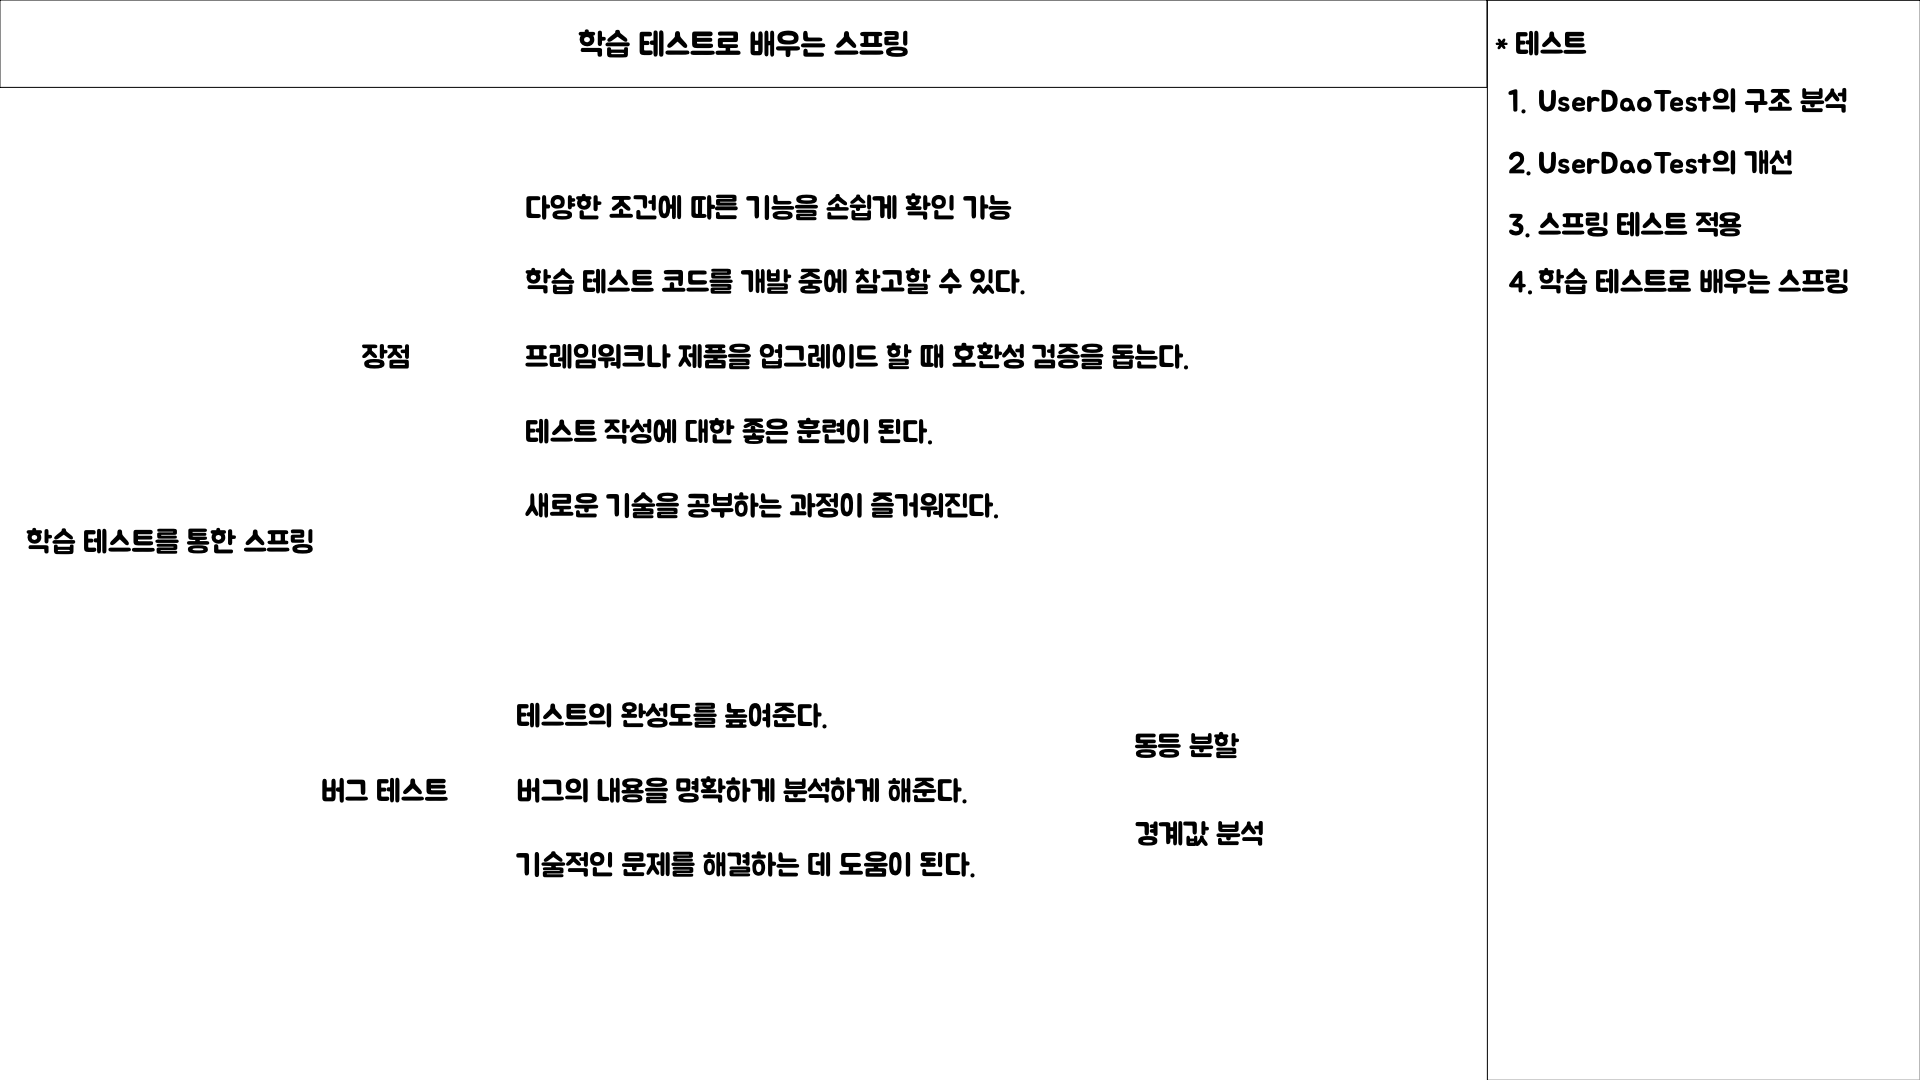 학습 테스트로 배우는 스프링
다양한 조건에 따른 기능을 손쉽게 확인 가능
학습 테스트 코드를 개발 중에 참고할 수 있다.
장점
프레임워크나 제품을 업그레이드 할 때 호환성 검증을 돕는다.
테스트 작성에 대한 좋은 훈련이 된다.
새로운 기술을 공부하는 과정이 즐거워진다.
학습 테스트를 통한 스프링
테스트의 완성도를 높여준다.
버그 테스트
버그의 내용을 명확하게 분석하게 해준다.
기술적인 문제를 해결하는 데 도움이 된다.
동등 분할
경계값 분석
* 테스트
1. UserDaoTest의 구조 분석
2. UserDaoTest의 개선
3. 스프링 테스트 적용
4. 학습 테스트로 배우는 스프링